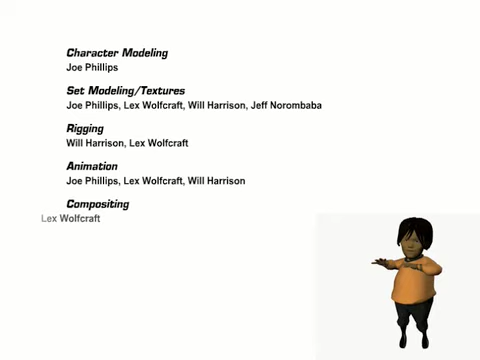 Character Modeling
Joe Phillips
Set Modeling/Textures
Joe Phillips, Lex Wolfcraft, Will Harrison, Jeff Norombaba
Rigging
Will Harrison, Lex Wolfcraft
Animation
Joe Phillips, Lex Wolfcraft, Will Harrison
Compositing
Lex Wolfcraft